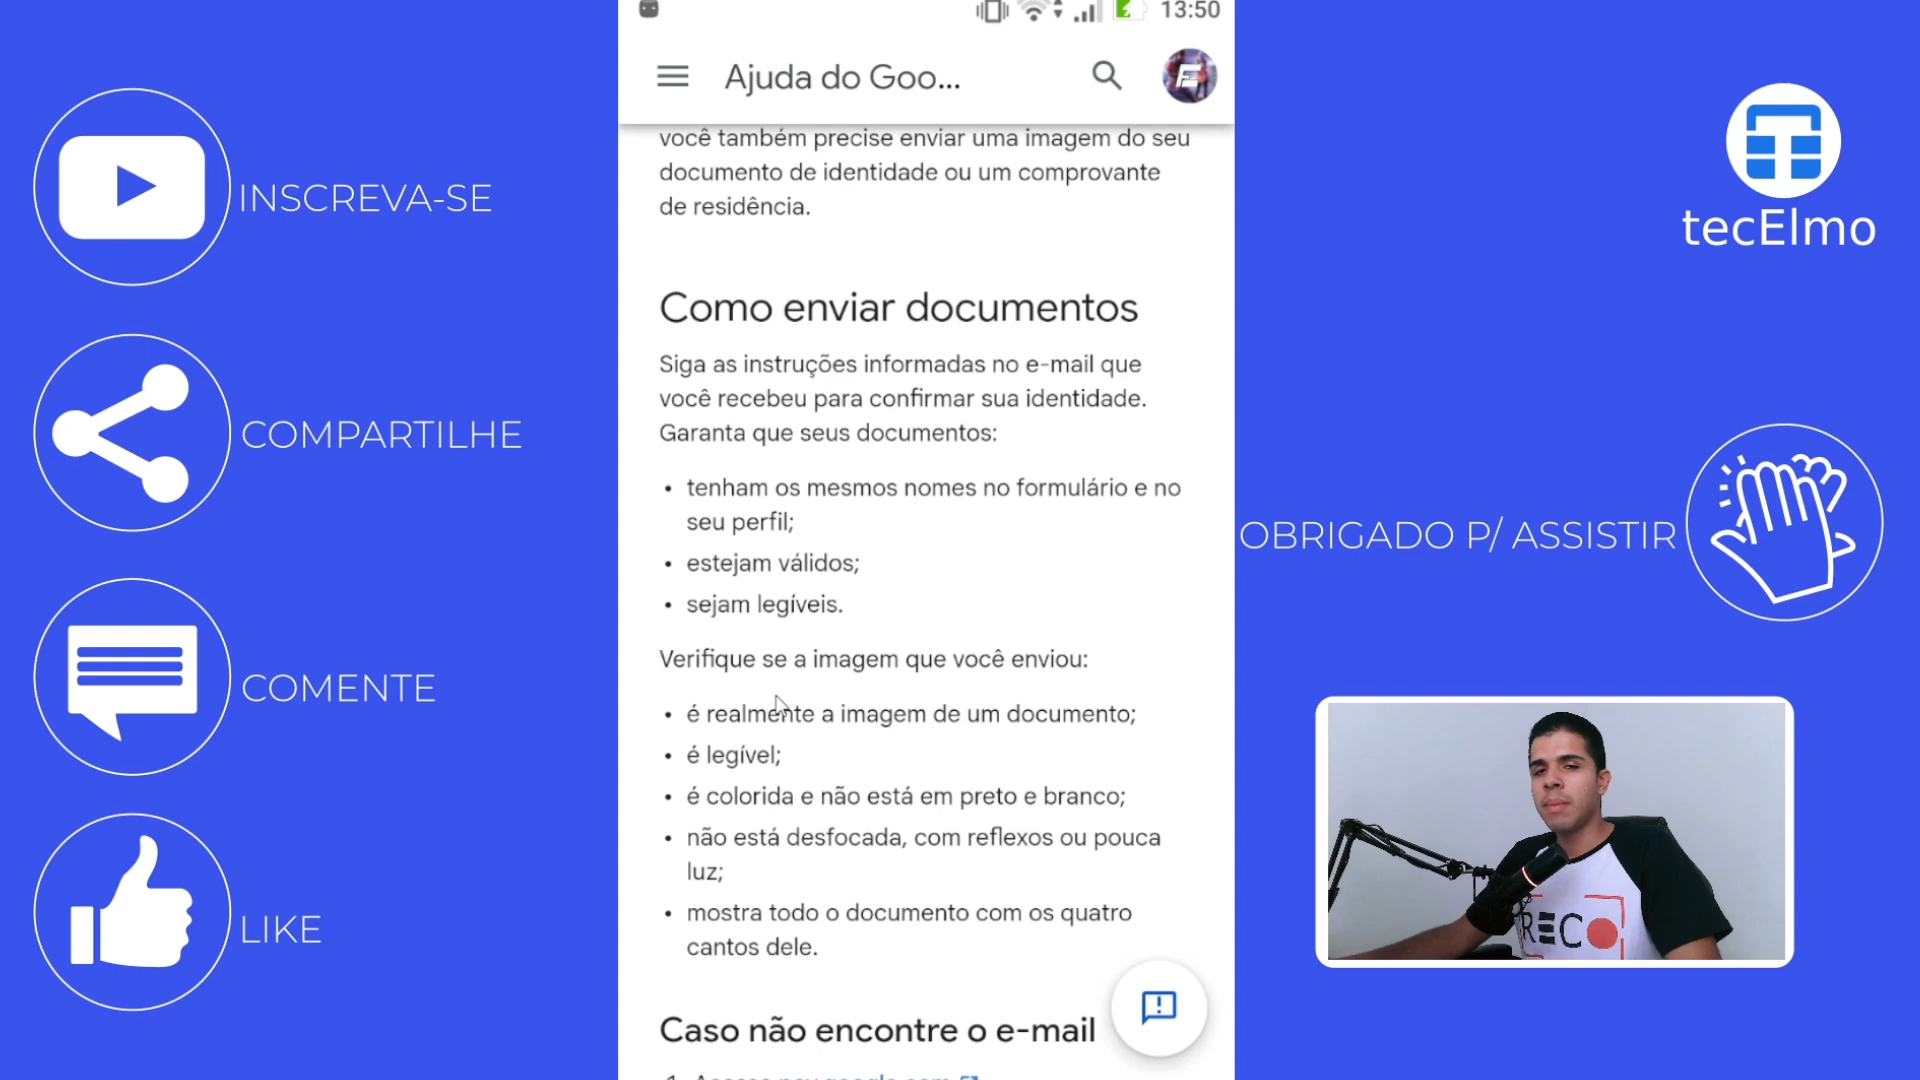 13:50
Ajuda do Goo...
você também precise enviar uma imagem do seu
documento de identidade ou um comprovante
de residência.
Como enviar documentos
Siga as instruções informadas no e-mail que
você recebeu para confirmar sua identidade.
Garanta que seus documentos:
• tenham os mesmos nomes no formulário e no
seu perfil;
• estejam válidos;
• sejam legíveis.
Verifique se a imagem que você enviou:
• é realmente a imagem de um documento;
• é legível;
• é colorida e não está em preto e branco;
• não está desfocada, com reflexos ou pouca
luz;
• mostra todo o documento com os quatro
cantos dele.
Caso não encontre o e-mail
INSCREVA-SE
COMPARTILHE
COMENTE
LIKE
tecElmo
OBRIGADO P/ ASSISTIR
REC